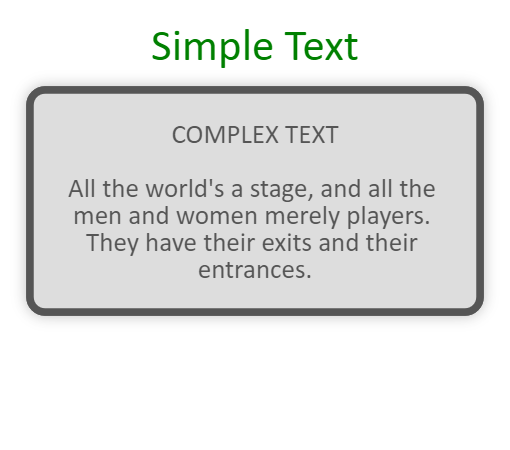 Simple Text
COMPLEX TEXT
All the world's a stage, and all the
men and women merely players.
They have their exits and their
entrances.